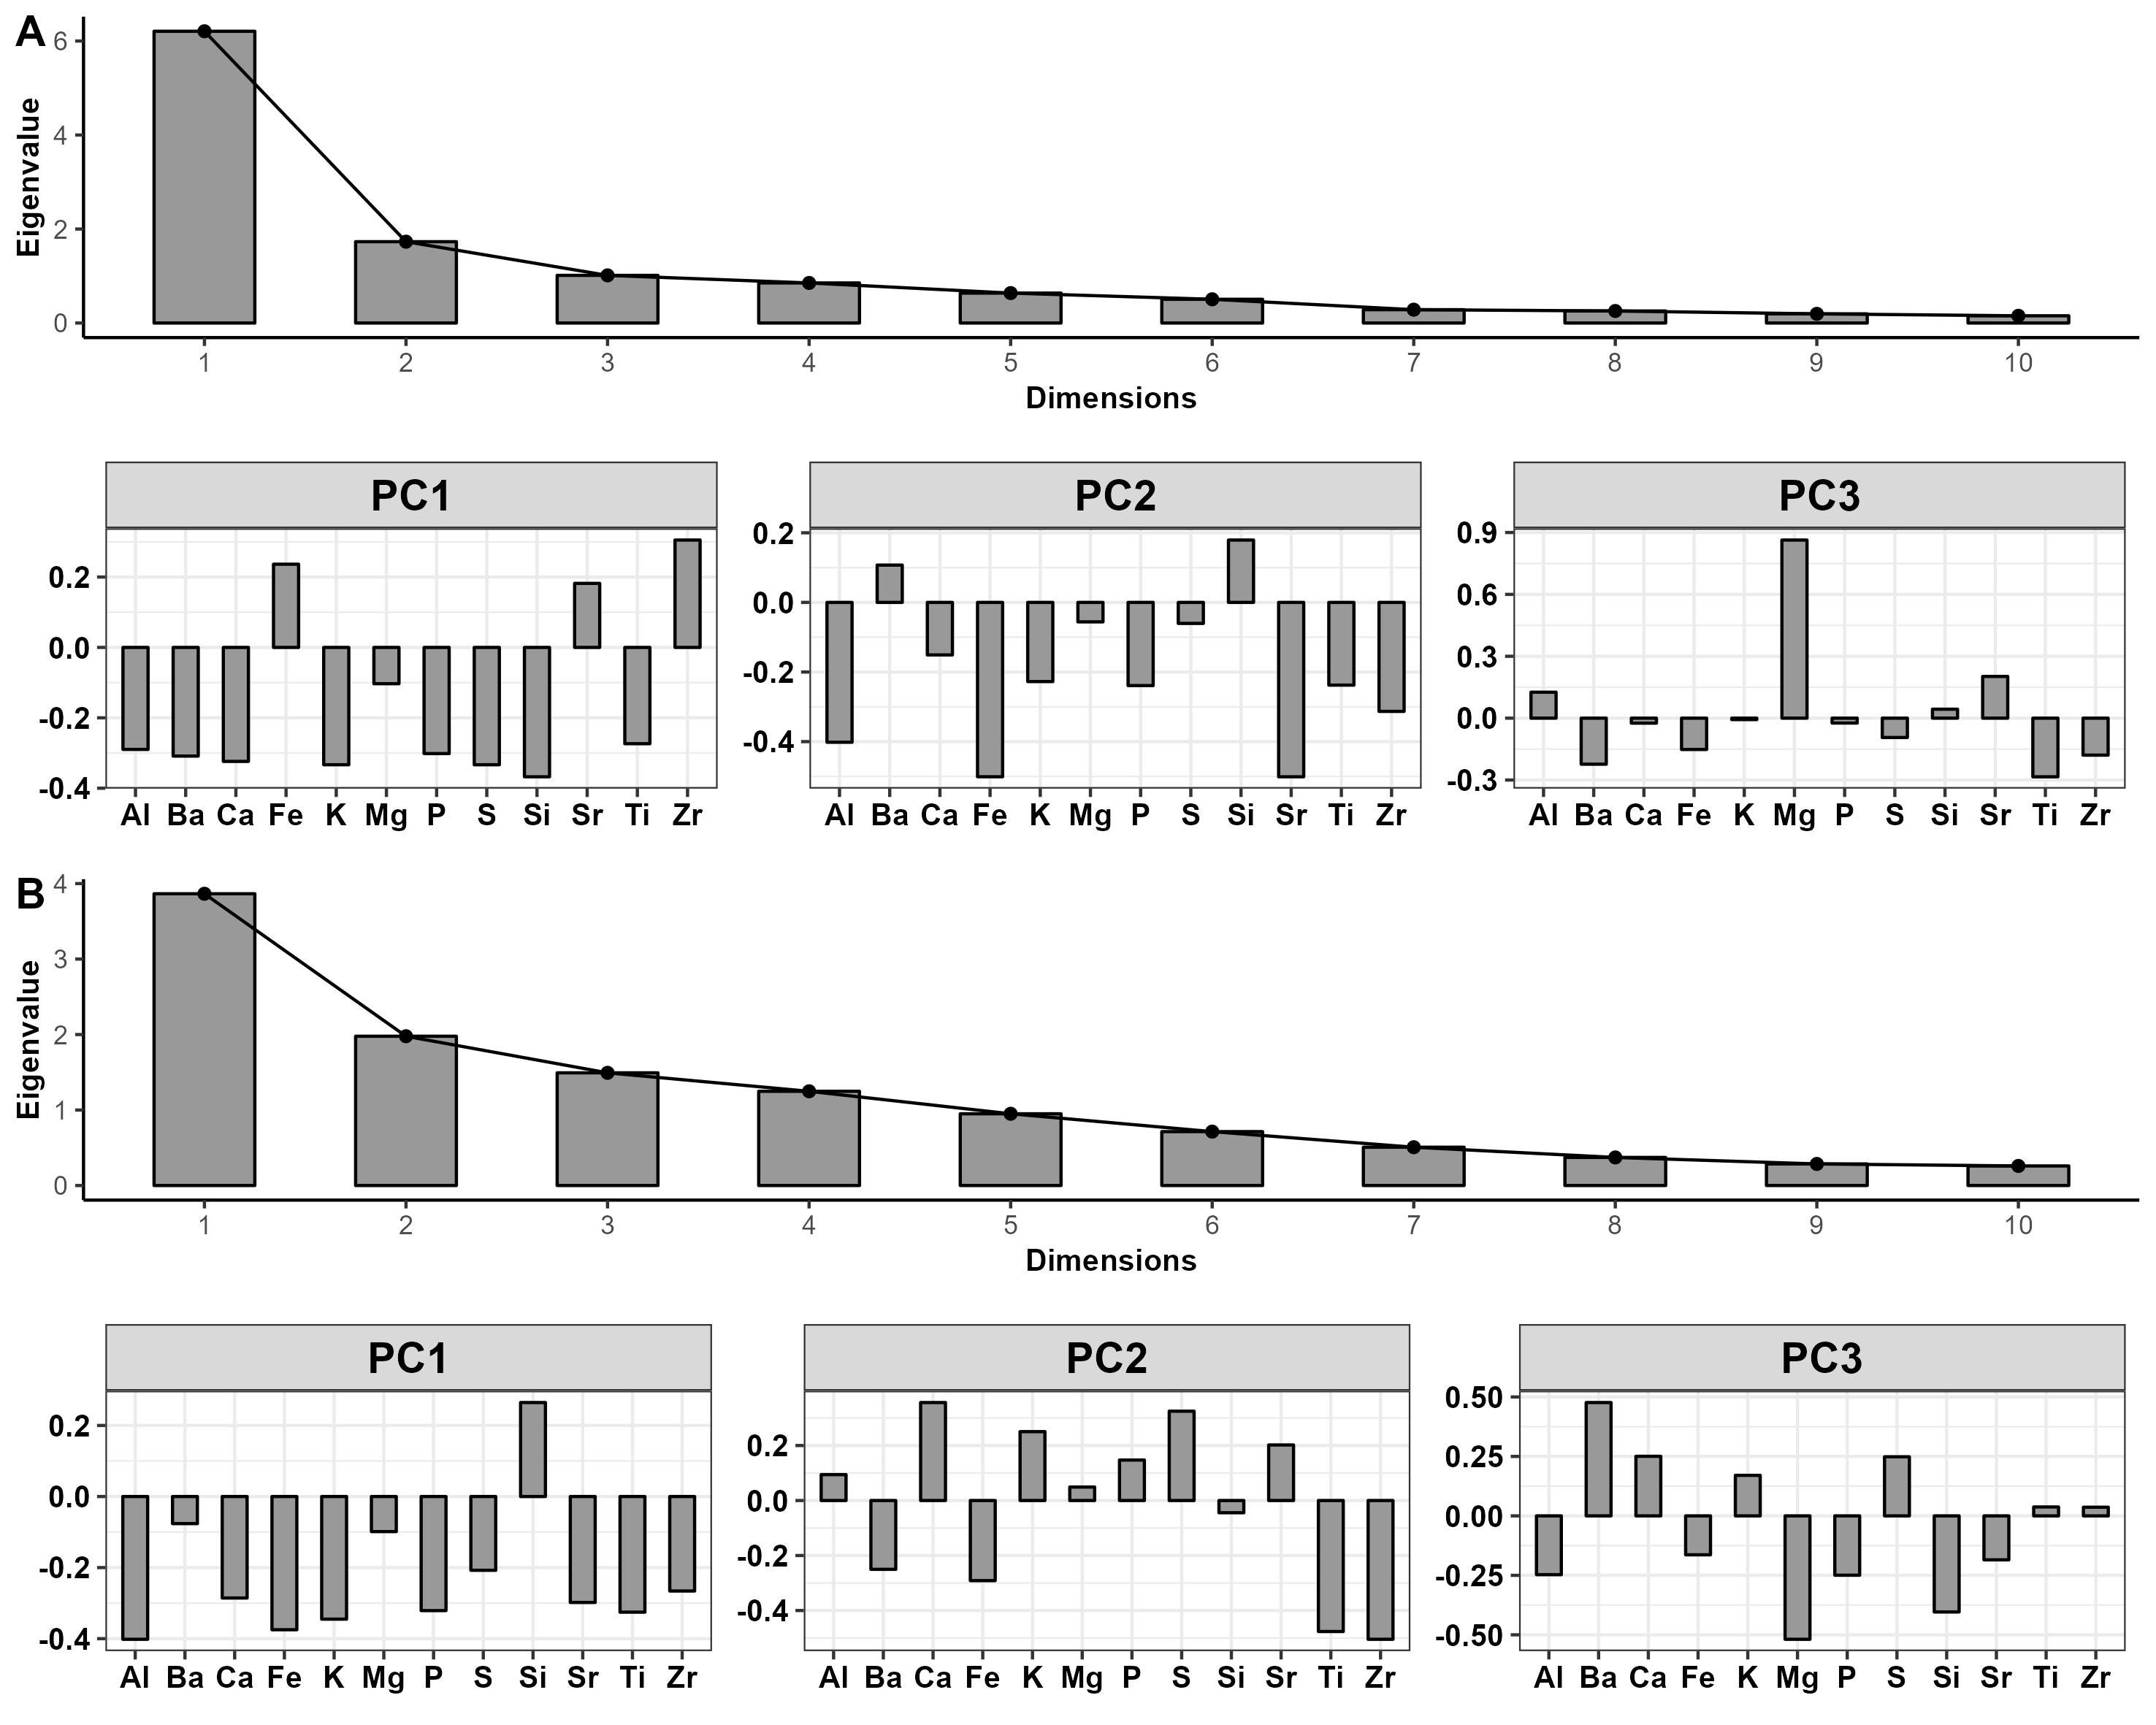 A
Eigenvalue
6
4
2
0
1 2 3 4 5 6 7 8 9 10
Dimensions
PC1
0.2
0.0
-0.2
-0.4
Al Ba Ca Fe K Mg P S Si Sr Ti Zr
PC2
0.2
0.0
-0.2
-0.4
Al Ba Ca Fe K Mg P S Si Sr Ti Zr
PC3
0.9
0.6
0.3
0.0
-0.3
Al Ba Ca Fe K Mg P S Si Sr Ti Zr
B
Eigenvalue
4
3
2
1
0
1 2 3 4 5 6 7 8 9 10
Dimensions
PC1
0.2
0.0
-0.2
-0.4
Al Ba Ca Fe K Mg P S Si Sr Ti Zr
PC2
0.2
0.0
-0.2
-0.4
Al Ba Ca Fe K Mg P S Si Sr Ti Zr
PC3
0.50
0.25
0.00
-0.25
-0.50
Al Ba Ca Fe K Mg P S Si Sr Ti Zr